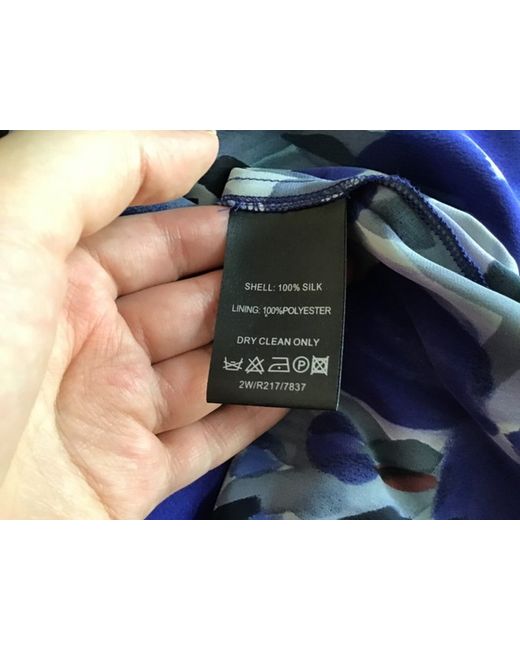 SHELL: 100% SILK
LINING: 100%POLYESTER
DRY CLEAN ONLY
P
2W/R217/7837